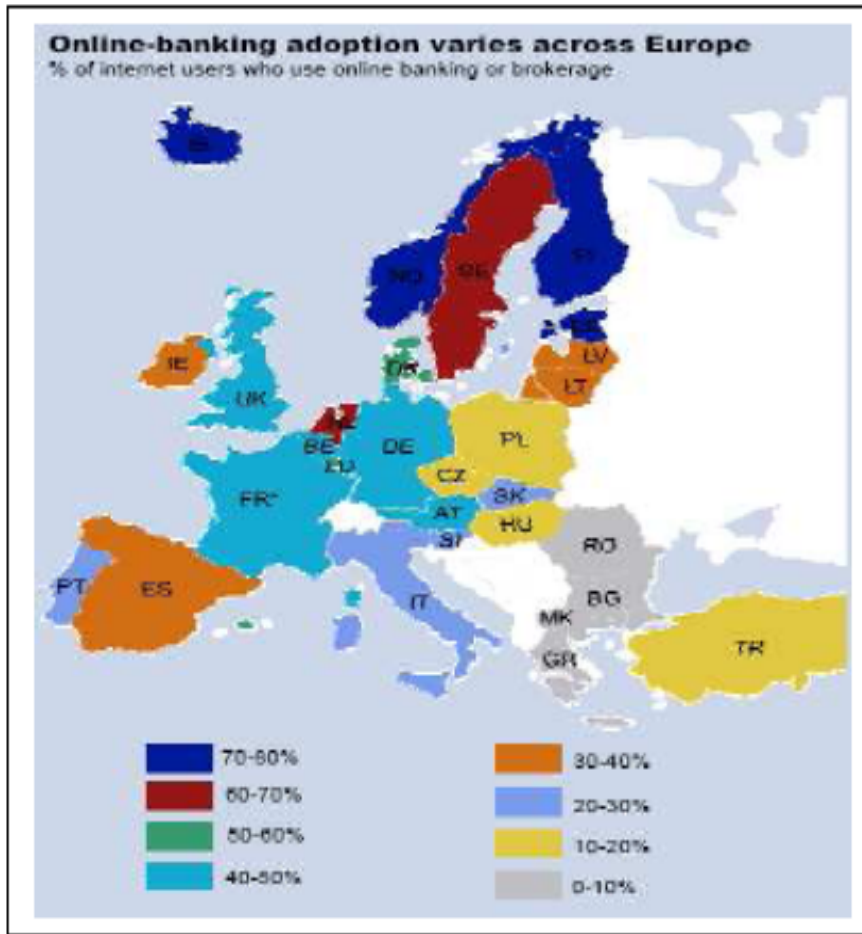 Online-banking adoption varies across Europe
% of internet users who use online banking or brokerage
IS
NO
SE
FI
EE
IE
LV
DK
LT
UK
NL
BE
DE
PL
LU
CZ
FR*
SK
AT
HU
SI
RO
PT
ES
IT
BG
MK
GR
TR
70-80%
60-70%
50-60%
40-50%
30-40%
20-30%
10-20%
0-10%